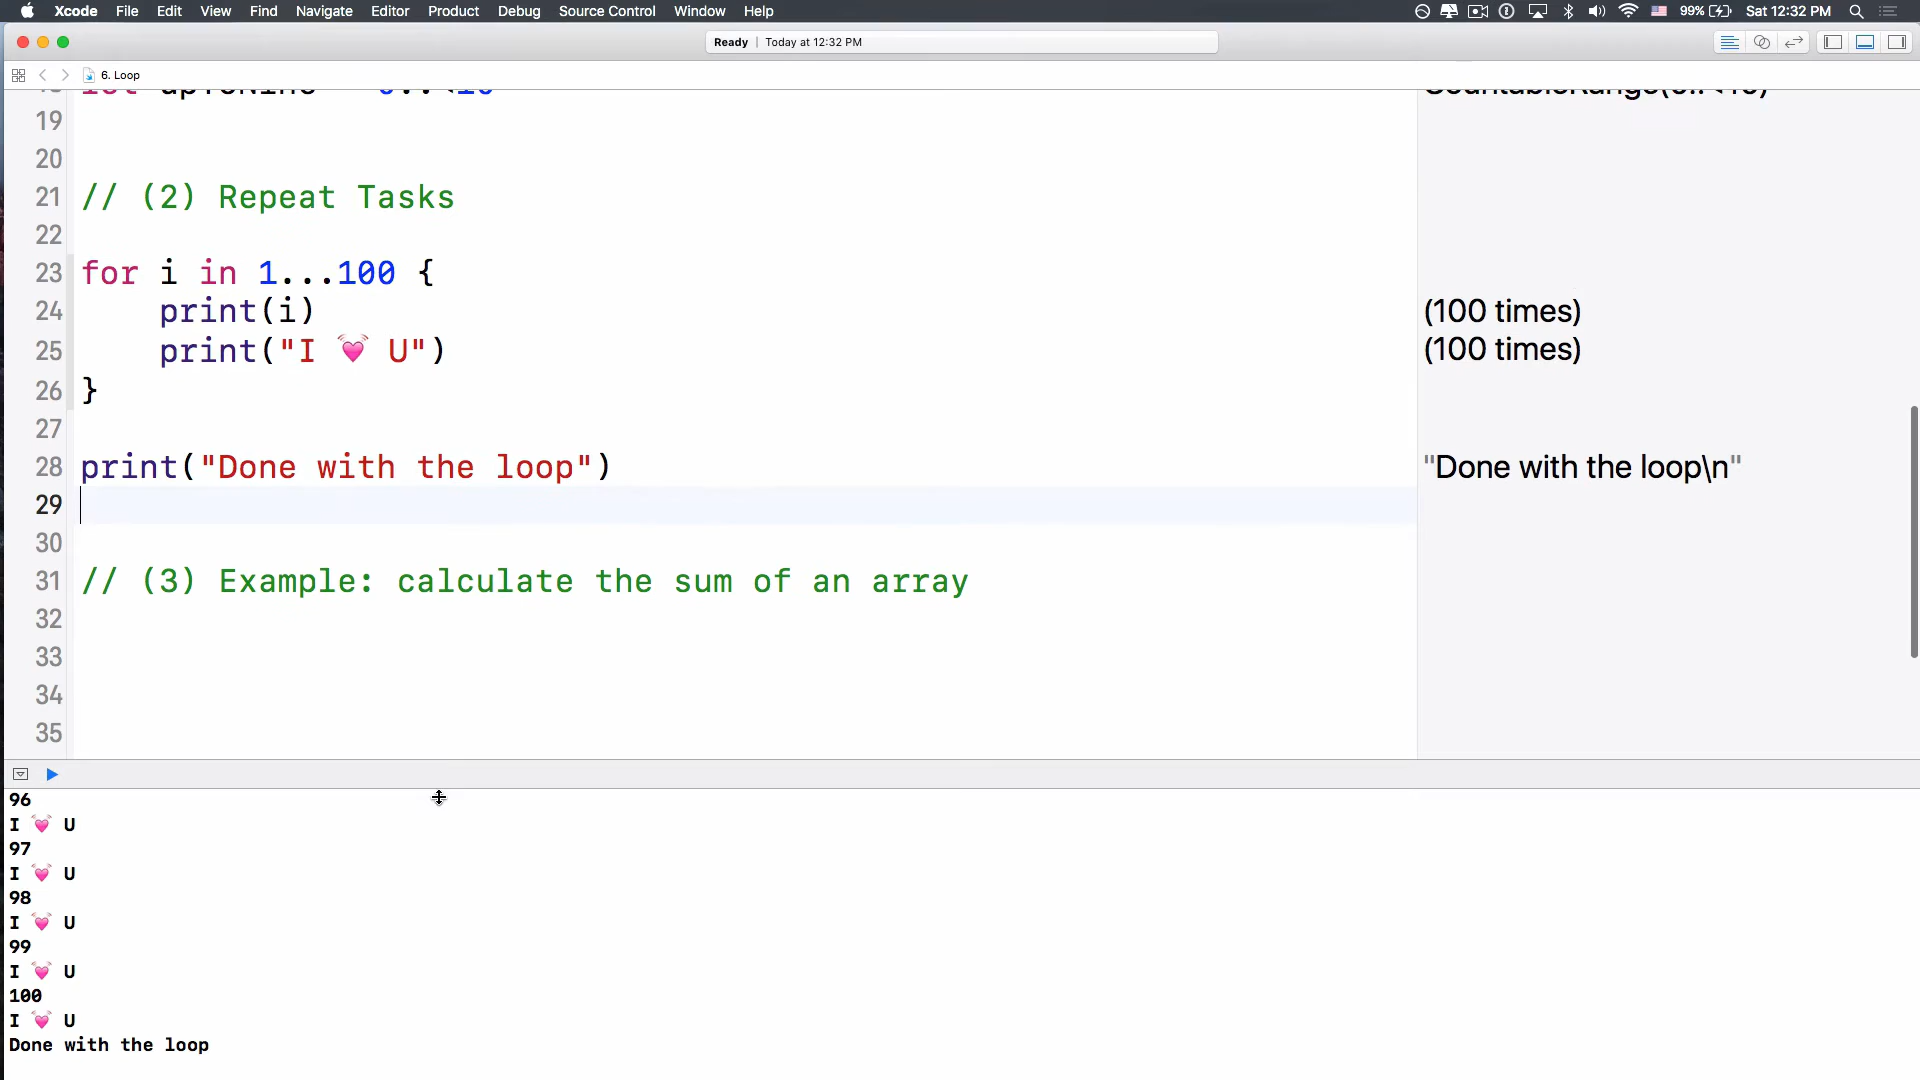 Xcode File Edit View Find Navigate Editor Product Debug Source Control Window Help 99% Sat 12:32 PM
Ready | Today at 12:32 PM
6. Loop
19
20
21 // (2) Repeat Tasks
22
23 for i in 1...100 {
24 print(i) (100 times)
25 print("I 💓 U") (100 times)
26 }
27
28 print("Done with the loop") "Done with the loop\n"
29
30
31 // (3) Example: calculate the sum of an array
32
33
34
35
96
I 💓 U
97
I 💓 U
98
I 💓 U
99
I 💓 U
100
I 💓 U
Done with the loop